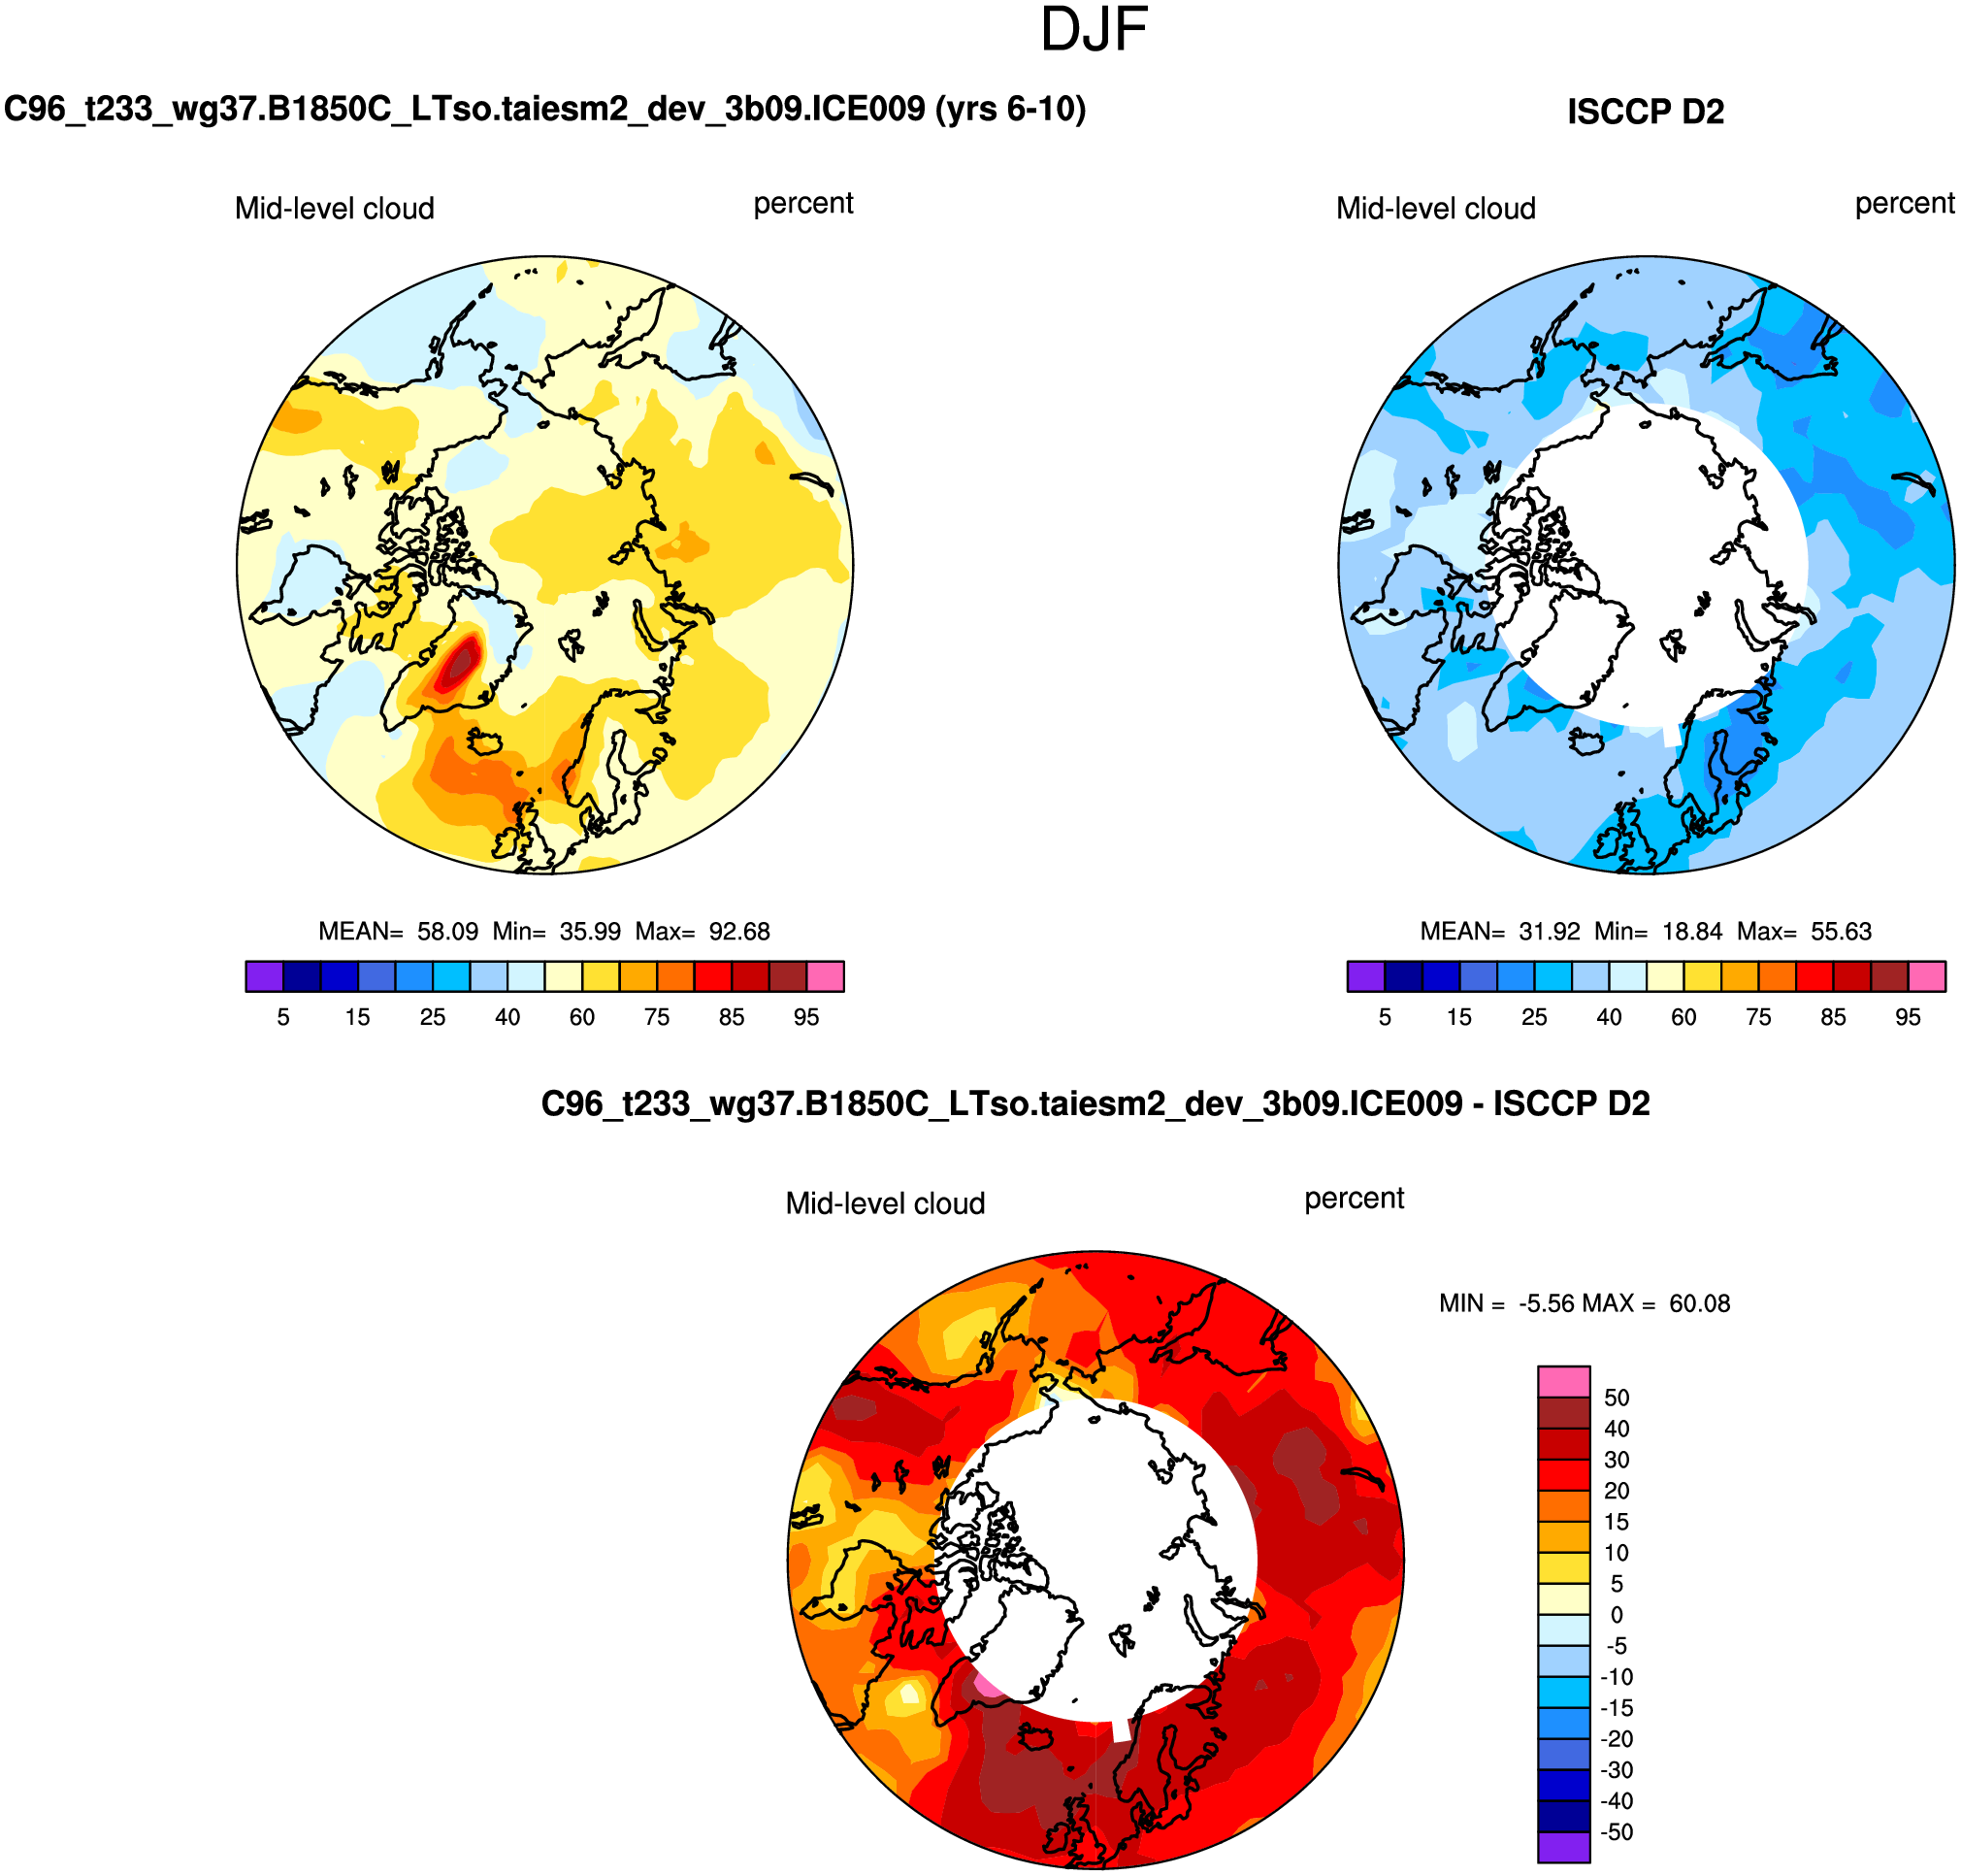 DJF
C96_t233_wg37.B1850C_LTso.taiesm2_dev_3b09.ICE009 (yrs 6-10)
ISCCP D2
Mid-level cloud percent
Mid-level cloud percent
MEAN= 58.09 Min= 35.99 Max= 92.68
MEAN= 31.92 Min= 18.84 Max= 55.63
5 15 25 40 60 75 85 95
5 15 25 40 60 75 85 95
C96_t233_wg37.B1850C_LTso.taiesm2_dev_3b09.ICE009 - ISCCP D2
Mid-level cloud percent
MIN = -5.56 MAX = 60.08
50
40
30
20
15
10
5
0
-5
-10
-15
-20
-30
-40
-50